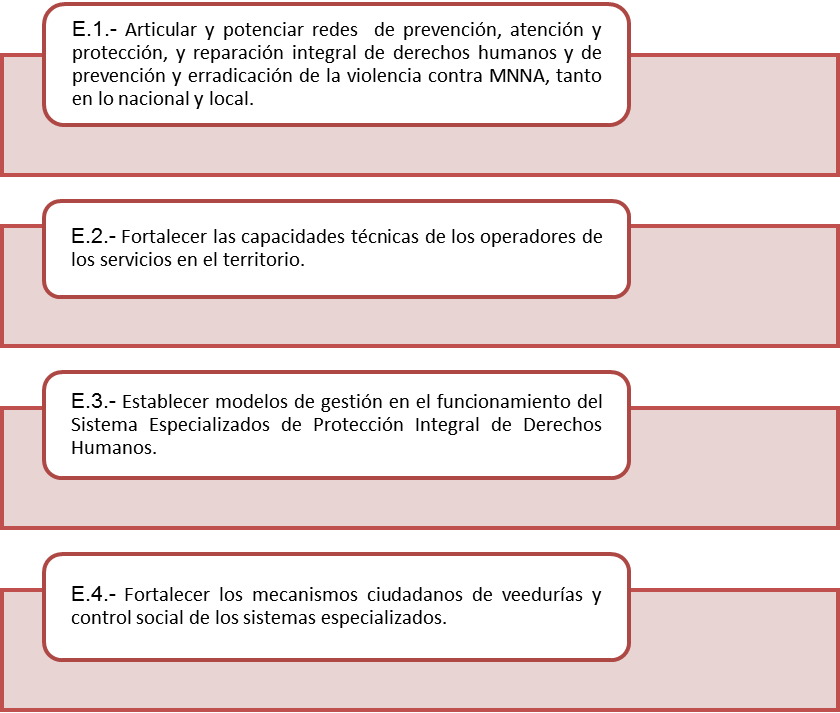 E.1.- Articular y potenciar redes de prevención, atención y
protección, y reparación integral de derechos humanos y de
prevención y erradicación de la violencia contra MNNA, tanto
en lo nacional y local.
E.2.- Fortalecer las capacidades técnicas de los operadores de
los servicios en el territorio.
E.3.- Establecer modelos de gestión en el funcionamiento del
Sistema Especializados de Protección Integral de Derechos
Humanos.
E.4.- Fortalecer los mecanismos ciudadanos de veedurías y
control social de los sistemas especializados.